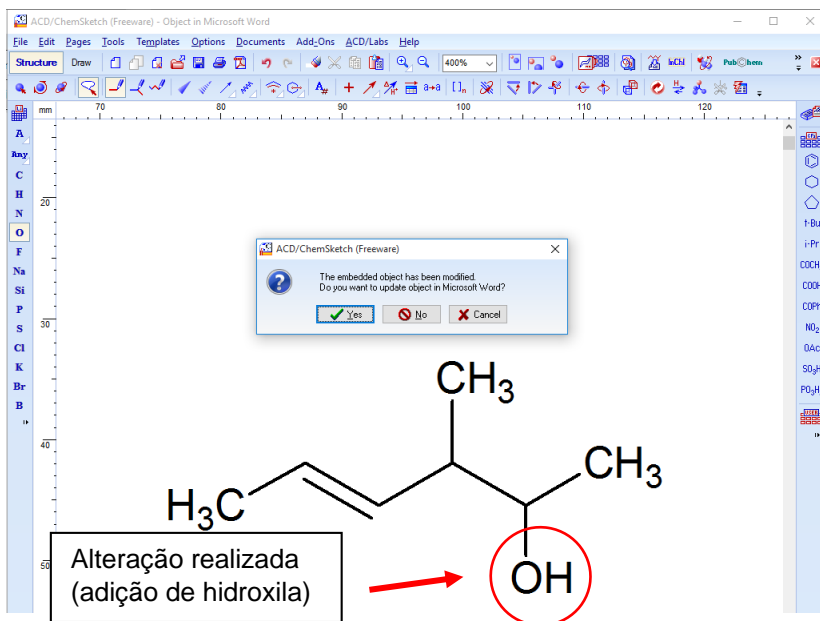 ACD/ChemSketch (Freeware) - Object in Microsoft Word
File Edit Pages Tools Templates Options Documents Add-Ons ACD/Labs Help
Structure Draw 400% InChI PubChem
mm 70 80 90 100 110 120
A
Any
C
H
N
O
F
Na
Si
P
S
Cl
K
Br
B
20
30
40
50
t-Bu
i-Pr
COCH
COOH
COPh
NO2
OAc
SO3H
PO3H
ACD/ChemSketch (Freeware)
The embedded object has been modified.
Do you want to update object in Microsoft Word?
Yes No Cancel
CH3
CH3
H3C
OH
Alteração realizada
(adição de hidroxila)